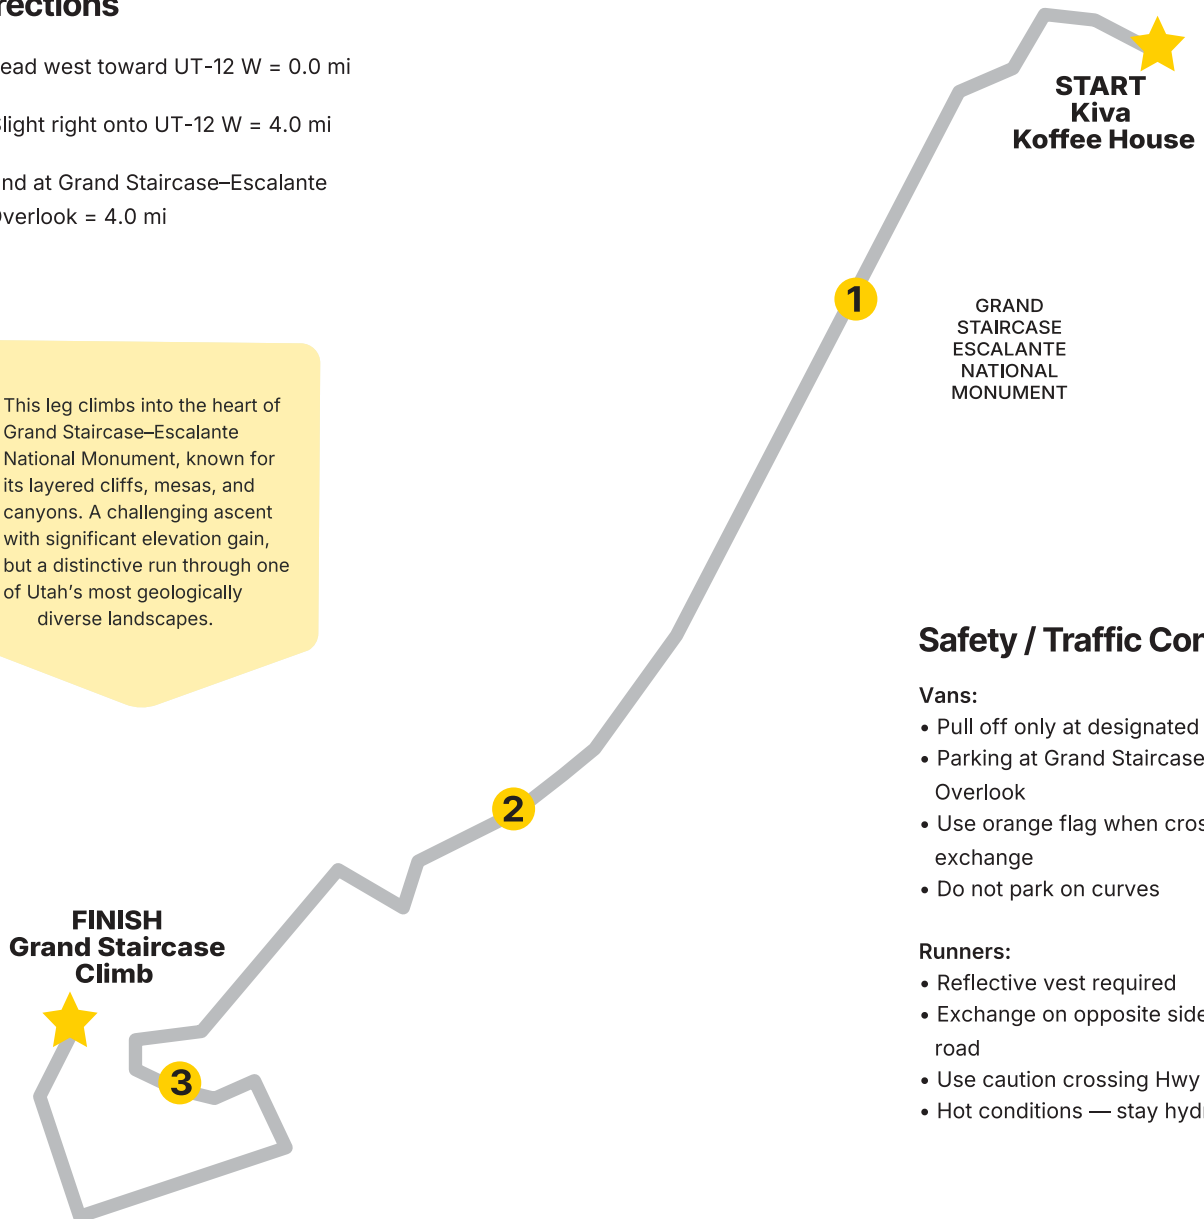 rections
ead west toward UT-12 W = 0.0 mi
light right onto UT-12 W = 4.0 mi
nd at Grand Staircase–Escalante
verlook = 4.0 mi
START
Kiva
Koffee House
1
GRAND
STAIRCASE
ESCALANTE
NATIONAL
MONUMENT
This leg climbs into the heart of
Grand Staircase–Escalante
National Monument, known for
its layered cliffs, mesas, and
canyons. A challenging ascent
with significant elevation gain,
but a distinctive run through one
of Utah’s most geologically
diverse landscapes.
2
FINISH
Grand Staircase
Climb
3
Safety / Traffic Con
Vans:
• Pull off only at designated
• Parking at Grand Staircase
Overlook
• Use orange flag when cros
exchange
• Do not park on curves
Runners:
• Reflective vest required
• Exchange on opposite side
road
• Use caution crossing Hwy
• Hot conditions — stay hyd